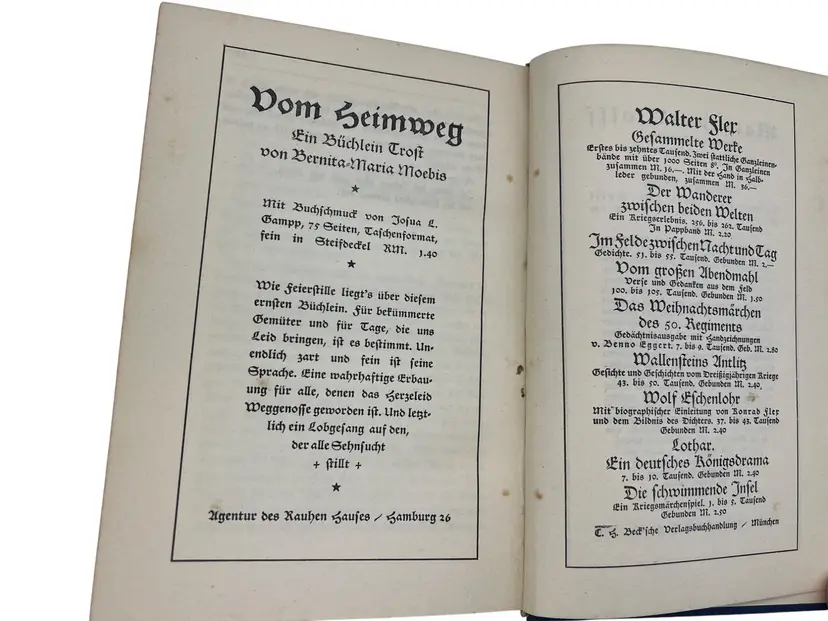 Vom Heimweg
Ein Büchlein Trost
von Bernita-Maria Moebis
★
Mit Buchschmuck von Josua L.
Gampp, 75 Seiten, Taschenformat,
fein in Steifdeckel RM. 1.40
★
Wie Feierstille liegt's über diesem
ernsten Büchlein. Für bekümmerte
Gemüter und für Tage, die uns
Leid bringen, ist es bestimmt. Un-
endlich zart und fein ist seine
Sprache. Eine wahrhaftige Erbau-
ung für alle, denen das Herzeleid
Weggenosse geworden ist. Und letzt-
lich ein Lobgesang auf den,
der alle Sehnsucht
+ stillt +
★
Agentur des Rauhen Hauses / Hamburg 26
Walter Flex
Gesammelte Werke
Erstes bis zehntes Tausend. Zwei stattliche Ganzleinen-
bände mit über 1000 Seiten 8°. In Ganzleinen
zusammen M. 16.—. Mit der Hand in Halb-
leder gebunden, zusammen M. 36.—
Der Wanderer
zwischen beiden Welten
Ein Kriegserlebnis. 256. bis 262. Tausend
In Pappband M. 2.20
Im Felde zwischen Nacht und Tag
Gedichte. 51. bis 55. Tausend. Gebunden M. 2.—
Vom großen Abendmahl
Verse und Gedanken aus dem Feld
100. bis 105. Tausend. Gebunden M. 1.50
Das Weihnachtsmärchen
des 50. Regiments
Gedächtnisausgabe mit Handzeichnungen
v. Benno Eggert. 7. bis 9. Tausend. Geb. M. 2.80
Wallensteins Antlitz
Gesichte und Geschichten vom Dreißigjährigen Kriege
43. bis 50. Tausend. Gebunden M. 2.40,
Wolf Eschenlohr
Mit biographischer Einleitung von Konrad Flex
und dem Bildnis des Dichters. 37. bis 43. Tausend
Gebunden M. 2.40
Lothar.
Ein deutsches Königsdrama
7. bis 10. Tausend. Gebunden M. 2.40
Die schwimmende Insel
Ein Kriegsmärchenspiel. 1. bis 5. Tausend
Gebunden M. 2.50
C. H. Beck'sche Verlagsbuchhandlung / München